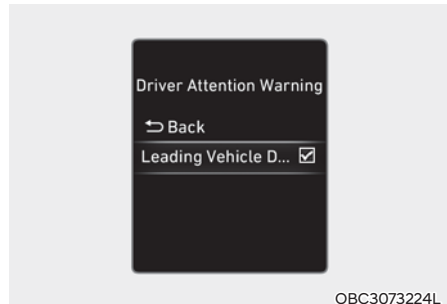 Driver Attention Warning
Back
Leading Vehicle D...
OBC3073224L